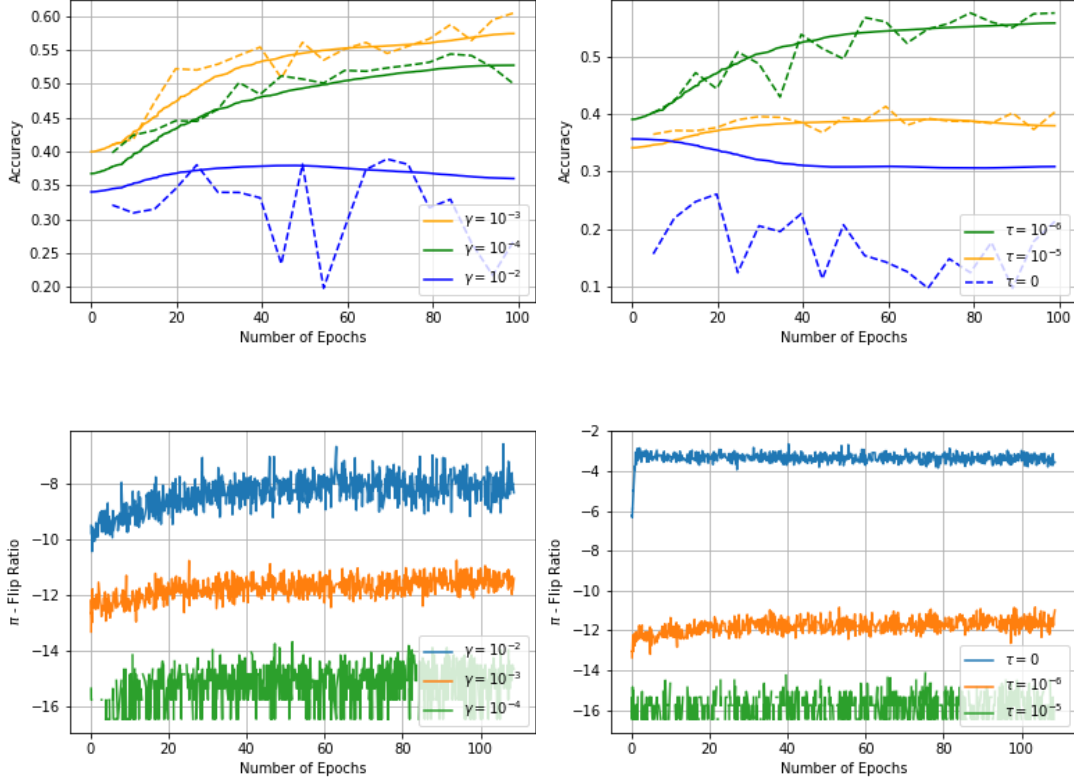 0.60
0.55
0.50
0.45
0.40
0.35
0.30
0.25
0.20
Accuracy
0 20 40 60 80 100
Number of Epochs
γ = 10⁻³
γ = 10⁻⁴
γ = 10⁻²
0.5
0.4
0.3
0.2
0.1
Accuracy
0 20 40 60 80 100
Number of Epochs
τ = 10⁻⁶
τ = 10⁻⁵
τ = 0
−8
−10
−12
−14
−16
π - Flip Ratio
0 20 40 60 80 100
Number of Epochs
γ = 10⁻²
γ = 10⁻³
γ = 10⁻⁴
−2
−4
−6
−8
−10
−12
−14
−16
π - Flip Ratio
0 20 40 60 80 100
Number of Epochs
τ = 0
τ = 10⁻⁶
τ = 10⁻⁵